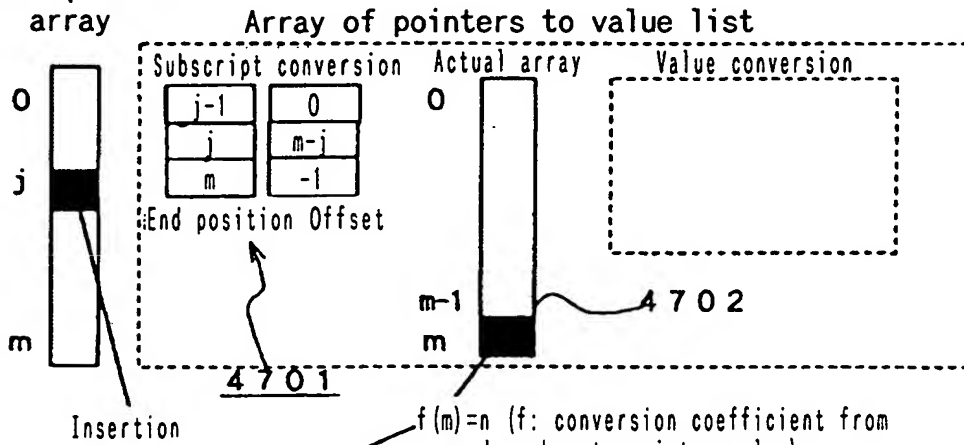 array
Array of pointers to value list
Subscript conversion
Actual array
Value conversion
0
j-1 0
0
j
j m-j
m -1
End position Offset
m-1
4702
m
m
4701
Insertion
f(m)=n (f: conversion coefficient from